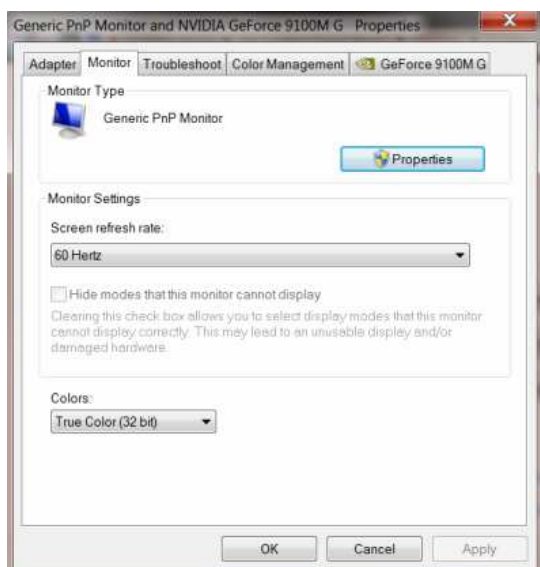 Generic PnP Monitor and NVIDIA GeForce 9100M G Properties
Adapter Monitor Troubleshoot Color Management GeForce 9100M G
Monitor Type
Generic PnP Monitor
Properties
Monitor Settings
Screen refresh rate:
60 Hertz
Hide modes that this monitor cannot display
Clearing this check box allows you to select display modes that this monitor
cannot display correctly. This may lead to an unusable display and/or
damaged hardware.
Colors:
True Color (32 bit)
OK Cancel Apply